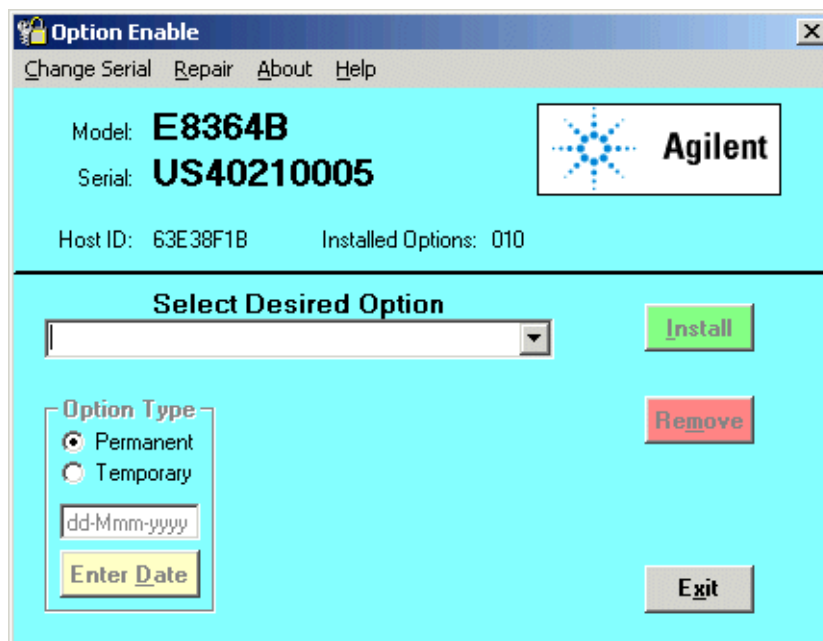 Option Enable
Change Serial Repair About Help
Model: E8364B
Serial: US40210005
Agilent
Host ID: 63E38F1B Installed Options: 010
Select Desired Option
Install
Option Type
Permanent
Temporary
Remove
dd-Mmm-yyyy
Enter Date
Exit